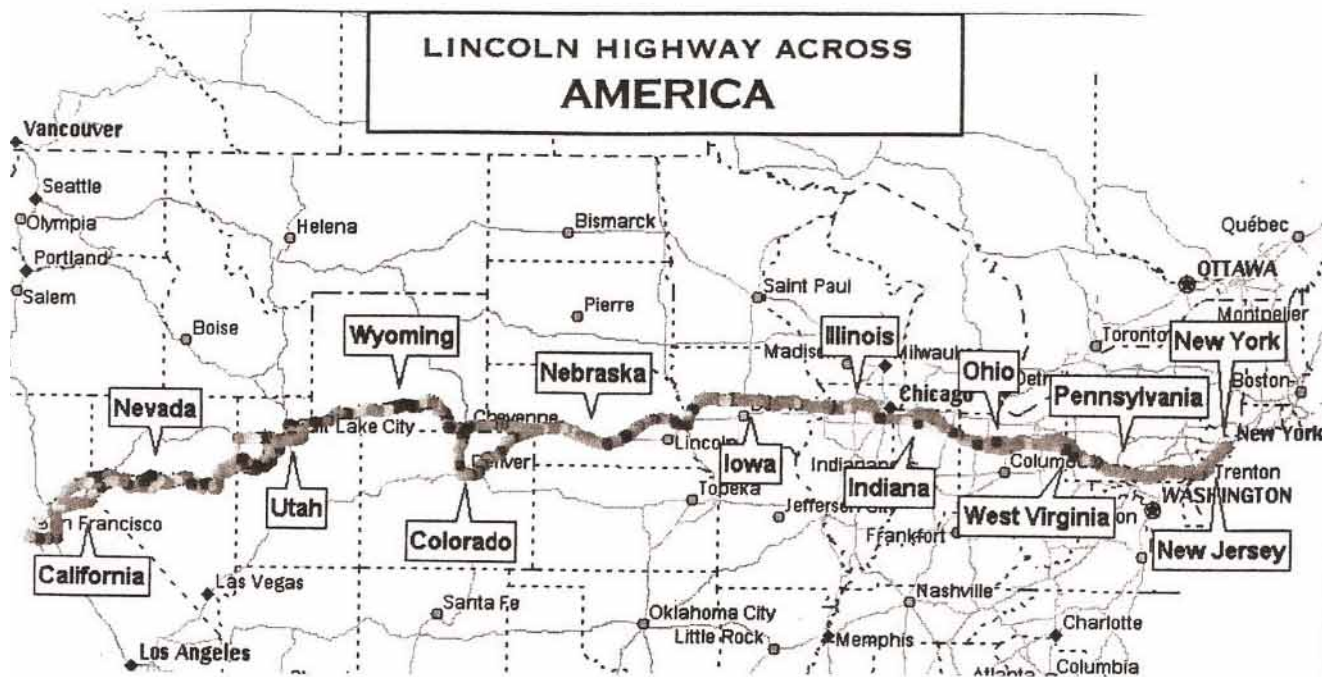 LINCOLN HIGHWAY ACROSS
AMERICA
Vancouver
Seattle
Olympia
Helena
Bismarck
Québec
Portland
OTTAWA
Salem
Saint Paul
Pierre
Montpelier
Boise
Toronto
New York
Wyoming
Illinois
Ohio
Nebraska
Pennsylvania
Boston
Nevada
Chicago
Cheyenne
Lake City
New York
Lincoln
Iowa
Indiana
Trenton
WASHINGTON
Utah
Topeka
West Virginia
San Francisco
Colorado
Jefferson City
Frankfort
New Jersey
California
Las Vegas
Santa Fe
Oklahoma City
Nashville
Little Rock
Memphis
Charlotte
Los Angeles
Columbia